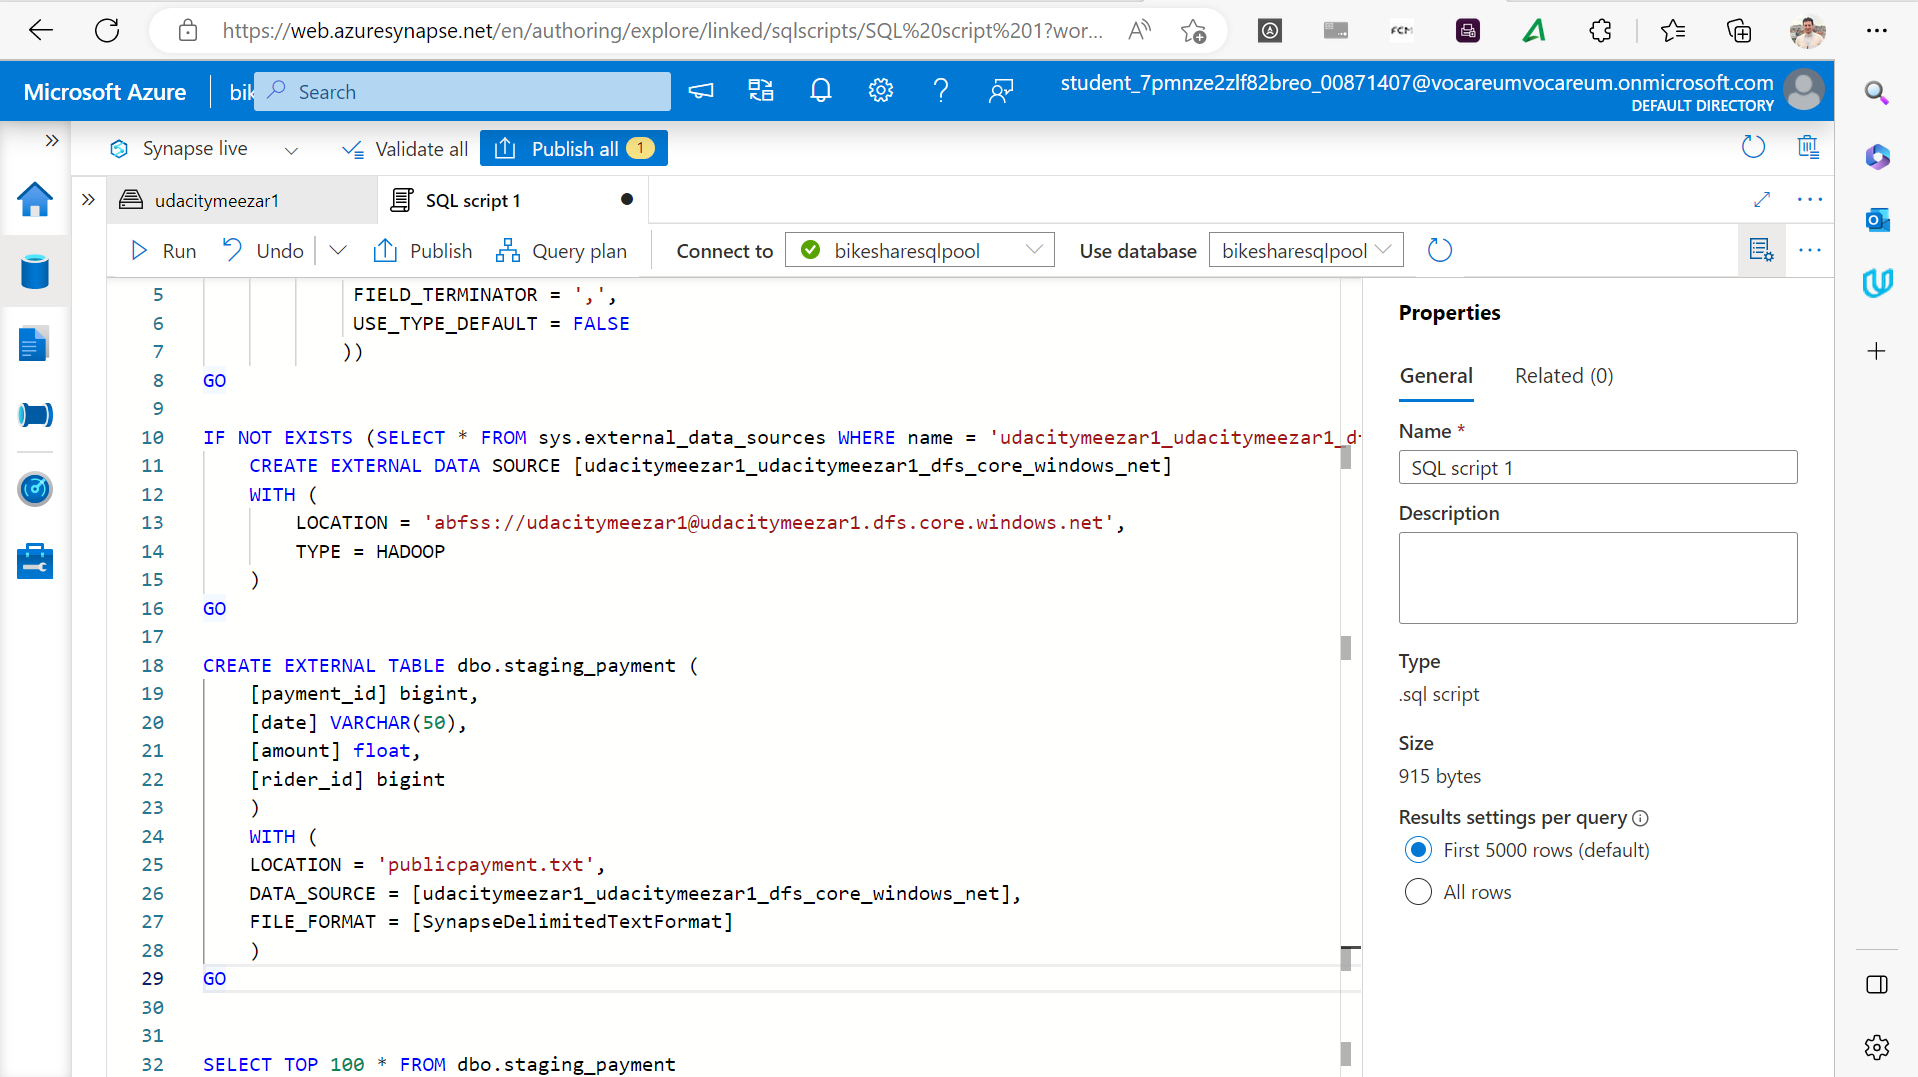 https://web.azuresynapse.net/en/authoring/explore/linked/sqlscripts/SQL%20script%201?wor...
FCM
Microsoft Azure
bik
Search
student_7pmnze2zlf82breo_00871407@vocareumvocareum.onmicrosoft.com
DEFAULT DIRECTORY
Synapse live
Validate all
Publish all 1
udacitymeezar1
SQL script 1
Run
Undo
Publish
Query plan
Connect to
bikesharesqlpool
Use database
bikesharesqlpool
5 FIELD_TERMINATOR = ',',
6 USE_TYPE_DEFAULT = FALSE
7 ))
8 GO
9
10 IF NOT EXISTS (SELECT * FROM sys.external_data_sources WHERE name = 'udacitymeezar1_udacitymeezar1_d
11 CREATE EXTERNAL DATA SOURCE [udacitymeezar1_udacitymeezar1_dfs_core_windows_net]
12 WITH (
13 LOCATION = 'abfss://udacitymeezar1@udacitymeezar1.dfs.core.windows.net',
14 TYPE = HADOOP
15 )
16 GO
17
18 CREATE EXTERNAL TABLE dbo.staging_payment (
19 [payment_id] bigint,
20 [date] VARCHAR(50),
21 [amount] float,
22 [rider_id] bigint
23 )
24 WITH (
25 LOCATION = 'publicpayment.txt',
26 DATA_SOURCE = [udacitymeezar1_udacitymeezar1_dfs_core_windows_net],
27 FILE_FORMAT = [SynapseDelimitedTextFormat]
28 )
29 GO
30
31
32 SELECT TOP 100 * FROM dbo.staging_payment
Properties
General
Related (0)
Name *
SQL script 1
Description
Type
.sql script
Size
915 bytes
Results settings per query
First 5000 rows (default)
All rows